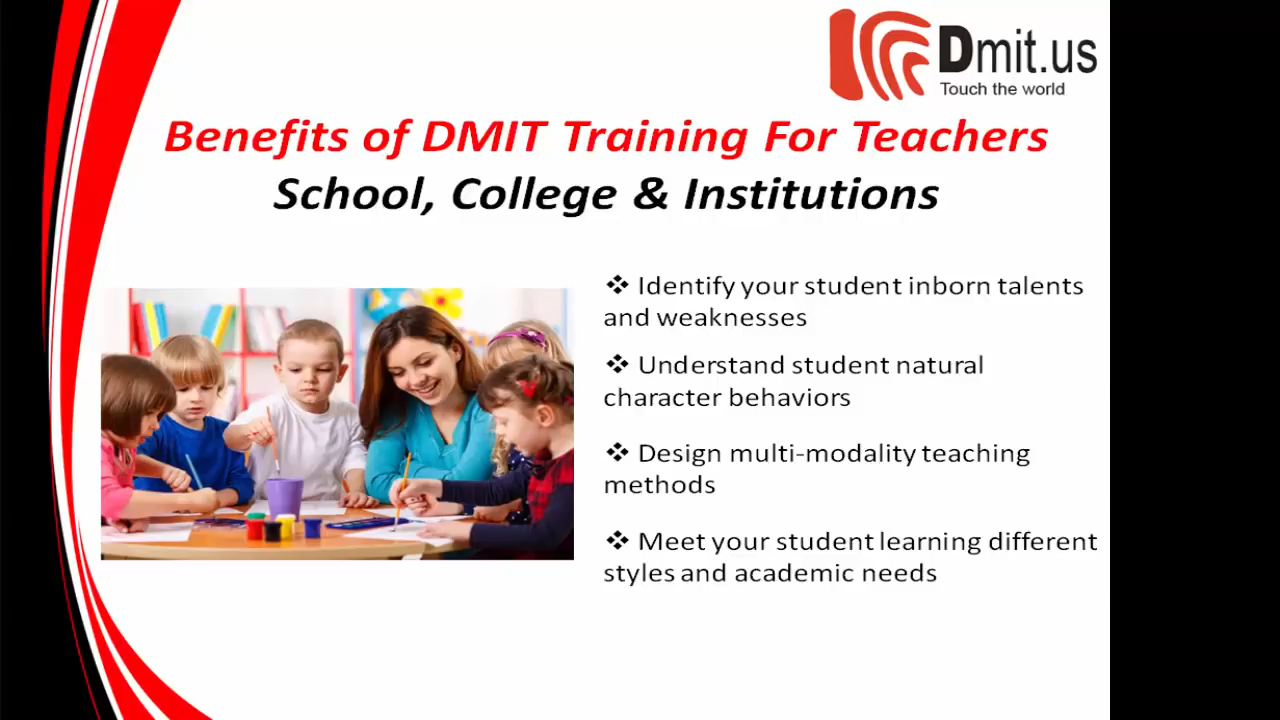 Dmit.us
Touch the world
Benefits of DMIT Training For Teachers
School, College & Institutions
❖ Identify your student inborn talents
and weaknesses
❖ Understand student natural
character behaviors
❖ Design multi-modality teaching
methods
❖ Meet your student learning different
styles and academic needs